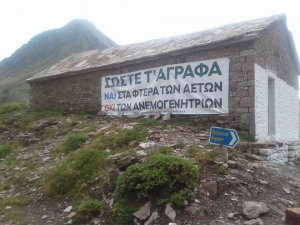 ΣΩΣΤΕ Τ' ΑΓΡΑΦΑ
ΝΑΙ ΣΤΑ ΦΤΕΡΑ ΤΩΝ ΑΕΤΩΝ
ΟΧΙ ΤΩΝ ΑΝΕΜΟΓΕΝΝΗΤΡΙΩΝ